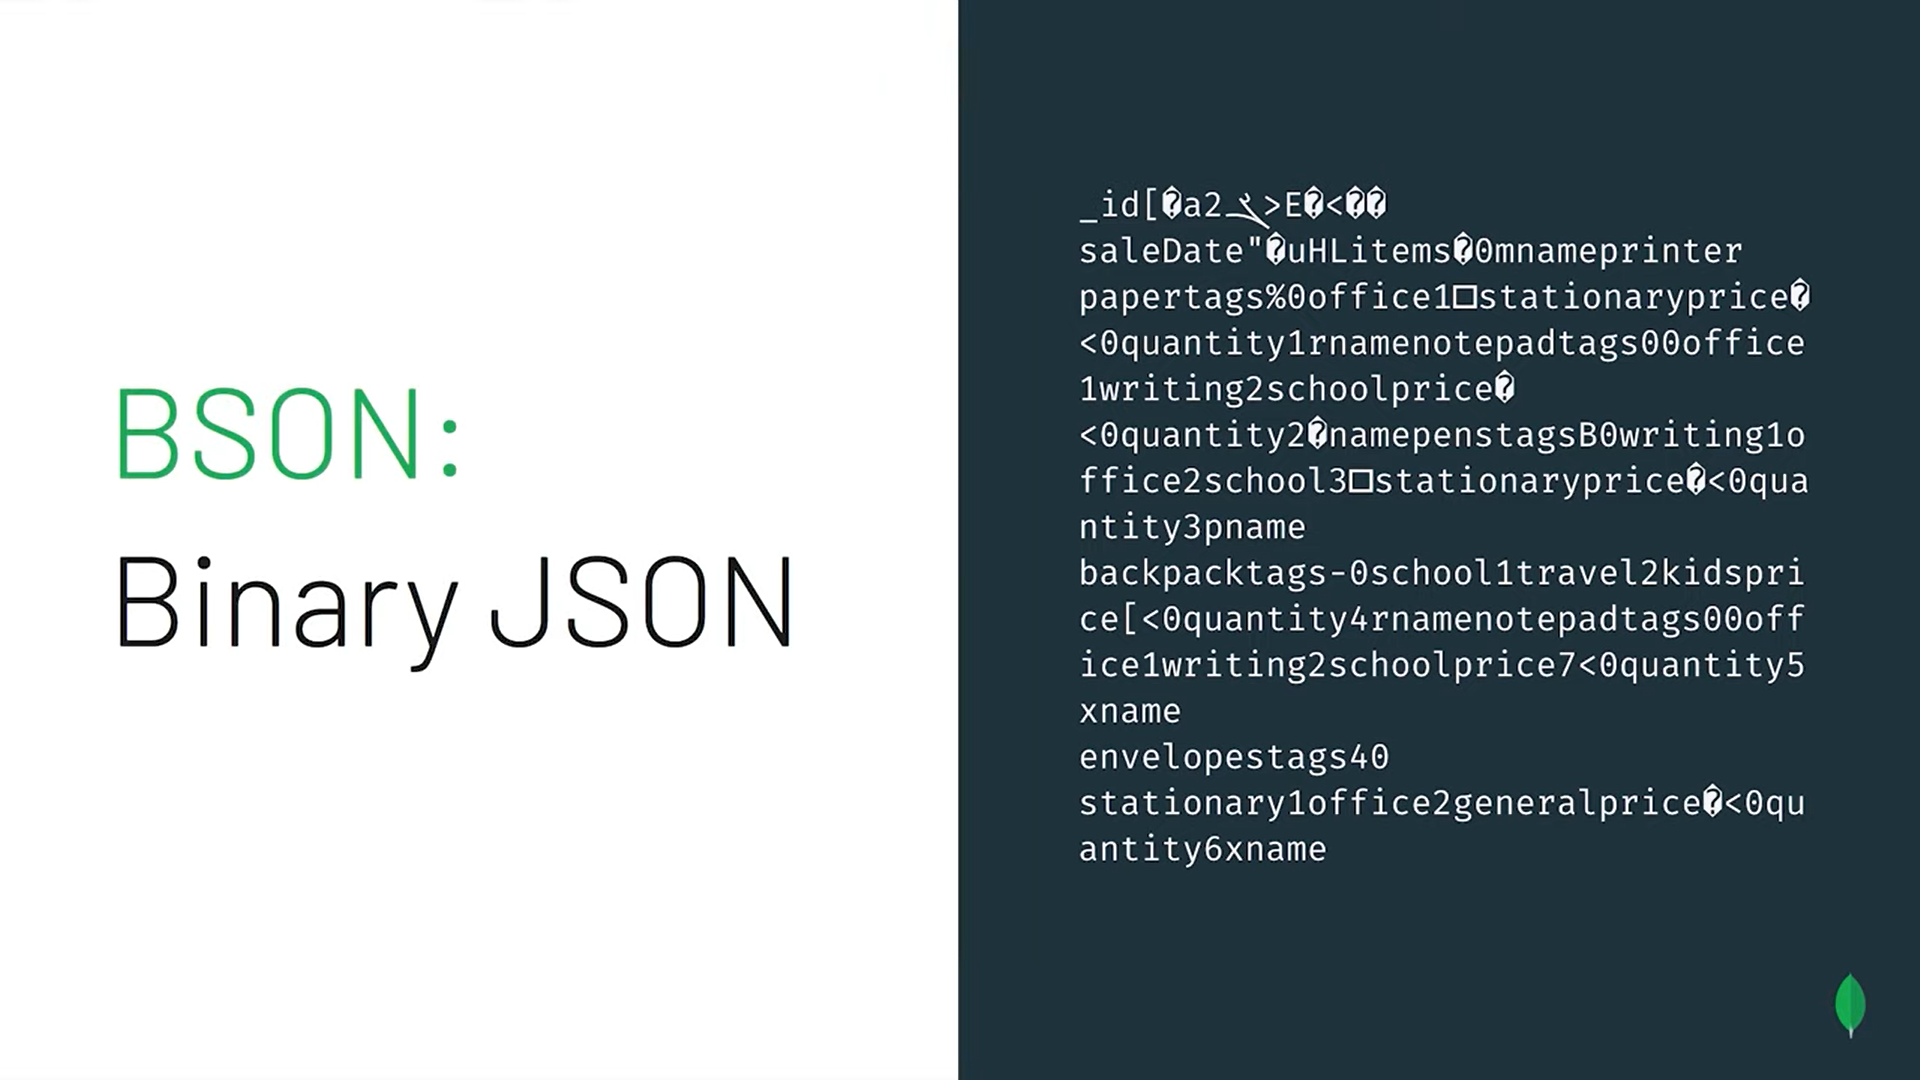 BSON:
Binary JSON
_id[�a2ܢ>E�<��
saleDate"�uHLitems�0mnameprinter
papertags%0office1□stationaryprice�
<0quantity1rnamenotepadtags00office
1writing2schoolprice�
<0quantity2�namepenstagsB0writing1o
ffice2school3□stationaryprice�<0qua
ntity3pname
backpacktags-0school1travel2kidspri
ce[<0quantity4rnamenotepadtags00off
ice1writing2schoolprice7<0quantity5
xname
envelopestags40
stationary1office2generalprice�<0qu
antity6xname